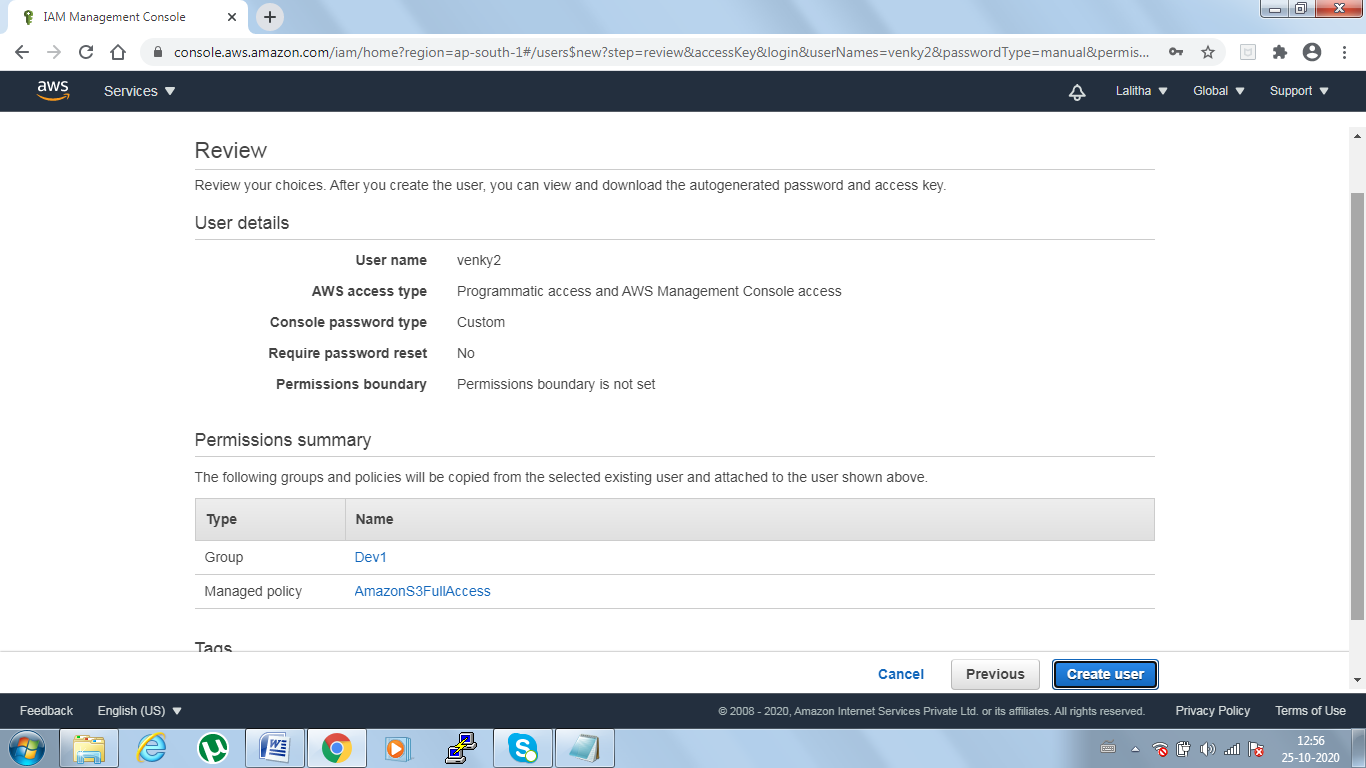 IAM Management Console
console.aws.amazon.com/iam/home?region=ap-south-1#/users$new?step=review&accessKey&login&userNames=venky2&passwordType=manual&permis...
aws
Services
Lalitha
Global
Support
Review
Review your choices. After you create the user, you can view and download the autogenerated password and access key.
User details
User name venky2
AWS access type Programmatic access and AWS Management Console access
Console password type Custom
Require password reset No
Permissions boundary Permissions boundary is not set
Permissions summary
The following groups and policies will be copied from the selected existing user and attached to the user shown above.
Type Name
Group Dev1
Managed policy AmazonS3FullAccess
Tags
Cancel Previous Create user
Feedback English (US) © 2008 - 2020, Amazon Internet Services Private Ltd. or its affiliates. All rights reserved. Privacy Policy Terms of Use
12:56
25-10-2020